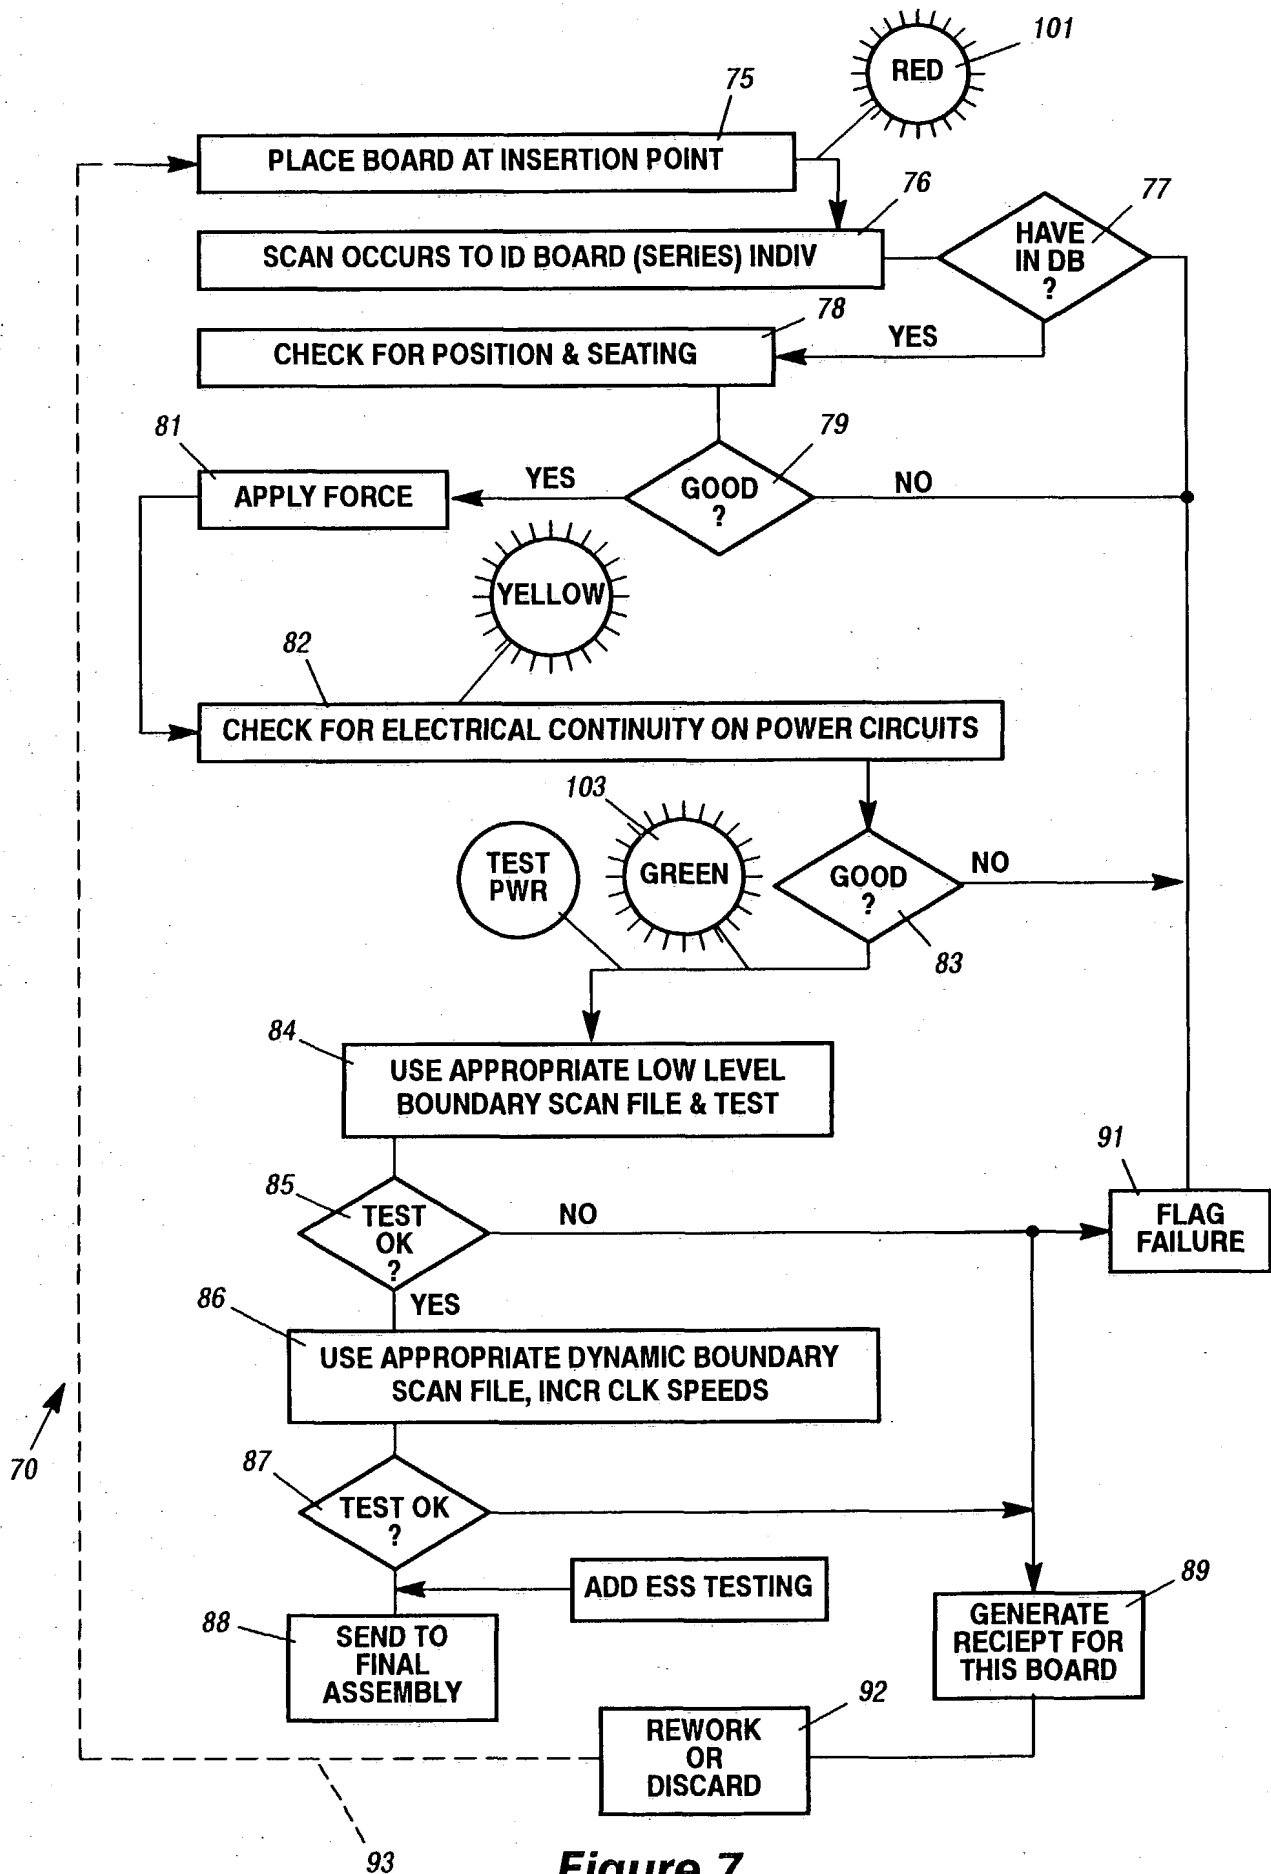 101
RED
75
PLACE BOARD AT INSERTION POINT
76
77
SCAN OCCURS TO ID BOARD (SERIES) INDIV
HAVE
IN DB
?
78
YES
CHECK FOR POSITION & SEATING
81
79
APPLY FORCE
YES
GOOD
?
NO
YELLOW
82
CHECK FOR ELECTRICAL CONTINUITY ON POWER CIRCUITS
103
TEST
PWR
GREEN
GOOD
?
NO
83
84
USE APPROPRIATE LOW LEVEL
BOUNDARY SCAN FILE & TEST
91
85
TEST
OK
?
NO
FLAG
FAILURE
YES
86
USE APPROPRIATE DYNAMIC BOUNDARY
SCAN FILE, INCR CLK SPEEDS
70
87
TEST OK
?
ADD ESS TESTING
89
88
SEND TO
FINAL
ASSEMBLY
GENERATE
RECIEPT FOR
THIS BOARD
92
REWORK
OR
DISCARD
93
Figure 7